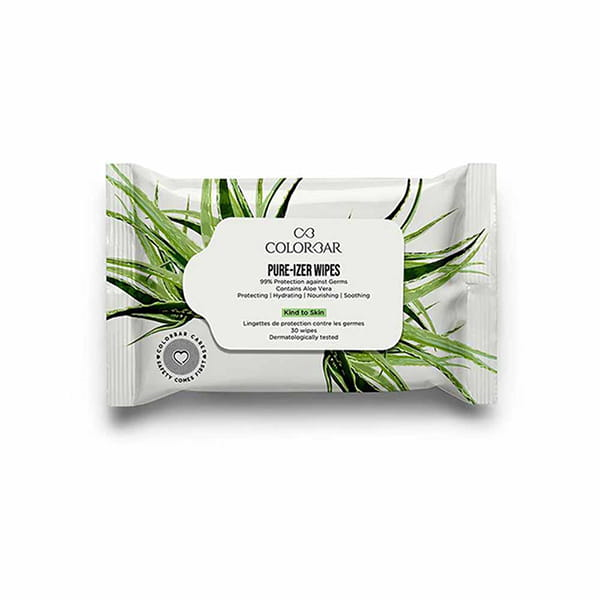 COLORBAR
PURE-IZER WIPES
99% Protection against Germs
Contains Aloe Vera
Protecting | Hydrating | Nourishing | Soothing
Kind to Skin
Lingettes de protection contre les germes
30 wipes
Dermatologically tested
COLORBAR CARES
SAFETY COMES FIRST